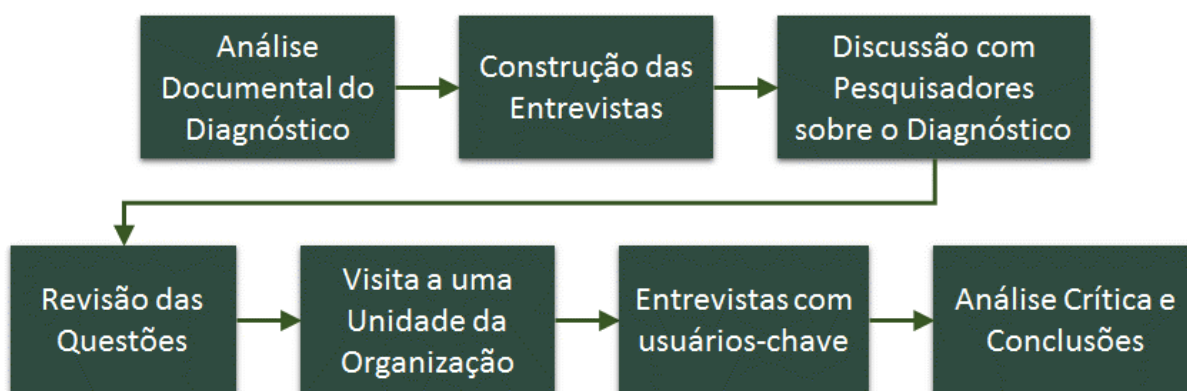 Análise
Documental do
Diagnóstico
Construção das
Entrevistas
Discussão com
Pesquisadores
sobre o Diagnóstico
Revisão das
Questões
Visita a uma
Unidade da
Organização
Entrevistas com
usuários-chave
Análise Crítica e
Conclusões